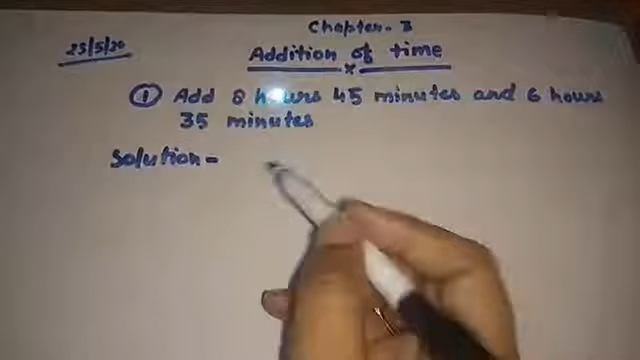 Chapter. 3
25/5/20
Addition of time
① Add 8 hours 45 minutes and 6 hours
35 minutes
Solution-